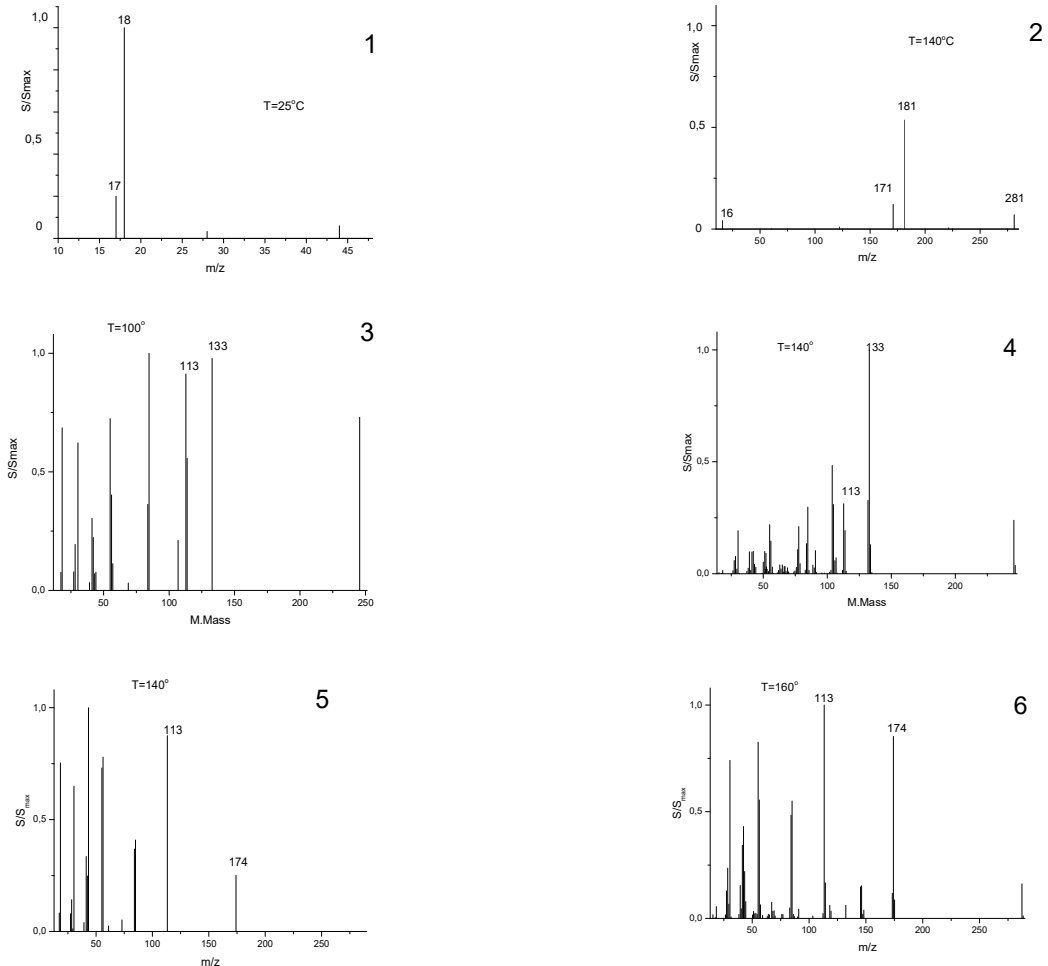 1
T=25°C
S/Smax
1,0
0,5
0
17
18
10 15 20 25 30 35 40 45
m/z
2
T=140°C
S/Smax
1,0
0,5
0
16
171
181
281
50 100 150 200 250
m/z
3
T=100°
S/Smax
1,0
0,5
0,0
113
133
50 100 150 200 250
M.Mass
4
T=140°
S/Smax
1,0
0,5
0,0
113
133
50 100 150 200
M.Mass
5
T=140°
S/Smax
1,0
0,5
0,0
113
174
50 100 150 200 250
m/z
6
T=160°
S/Smax
1,0
0,5
0,0
113
174
50 100 150 200 250
m/z